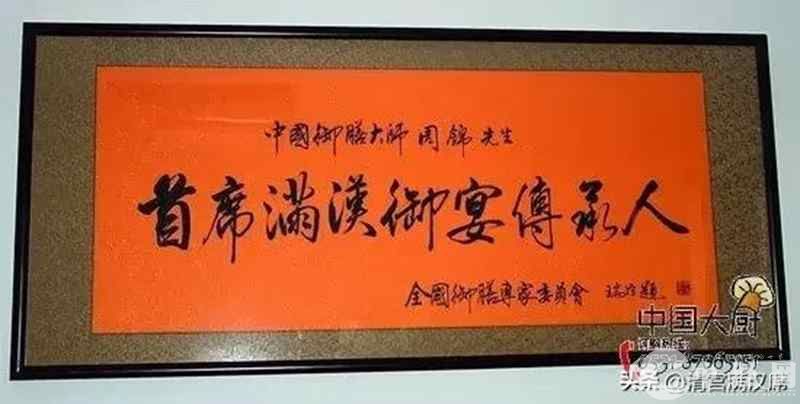 中國御膳大師周錦先生
首席滿漢御宴傳承人
全國御膳專家委員會
題
中国大厨
头条@清宫满汉席